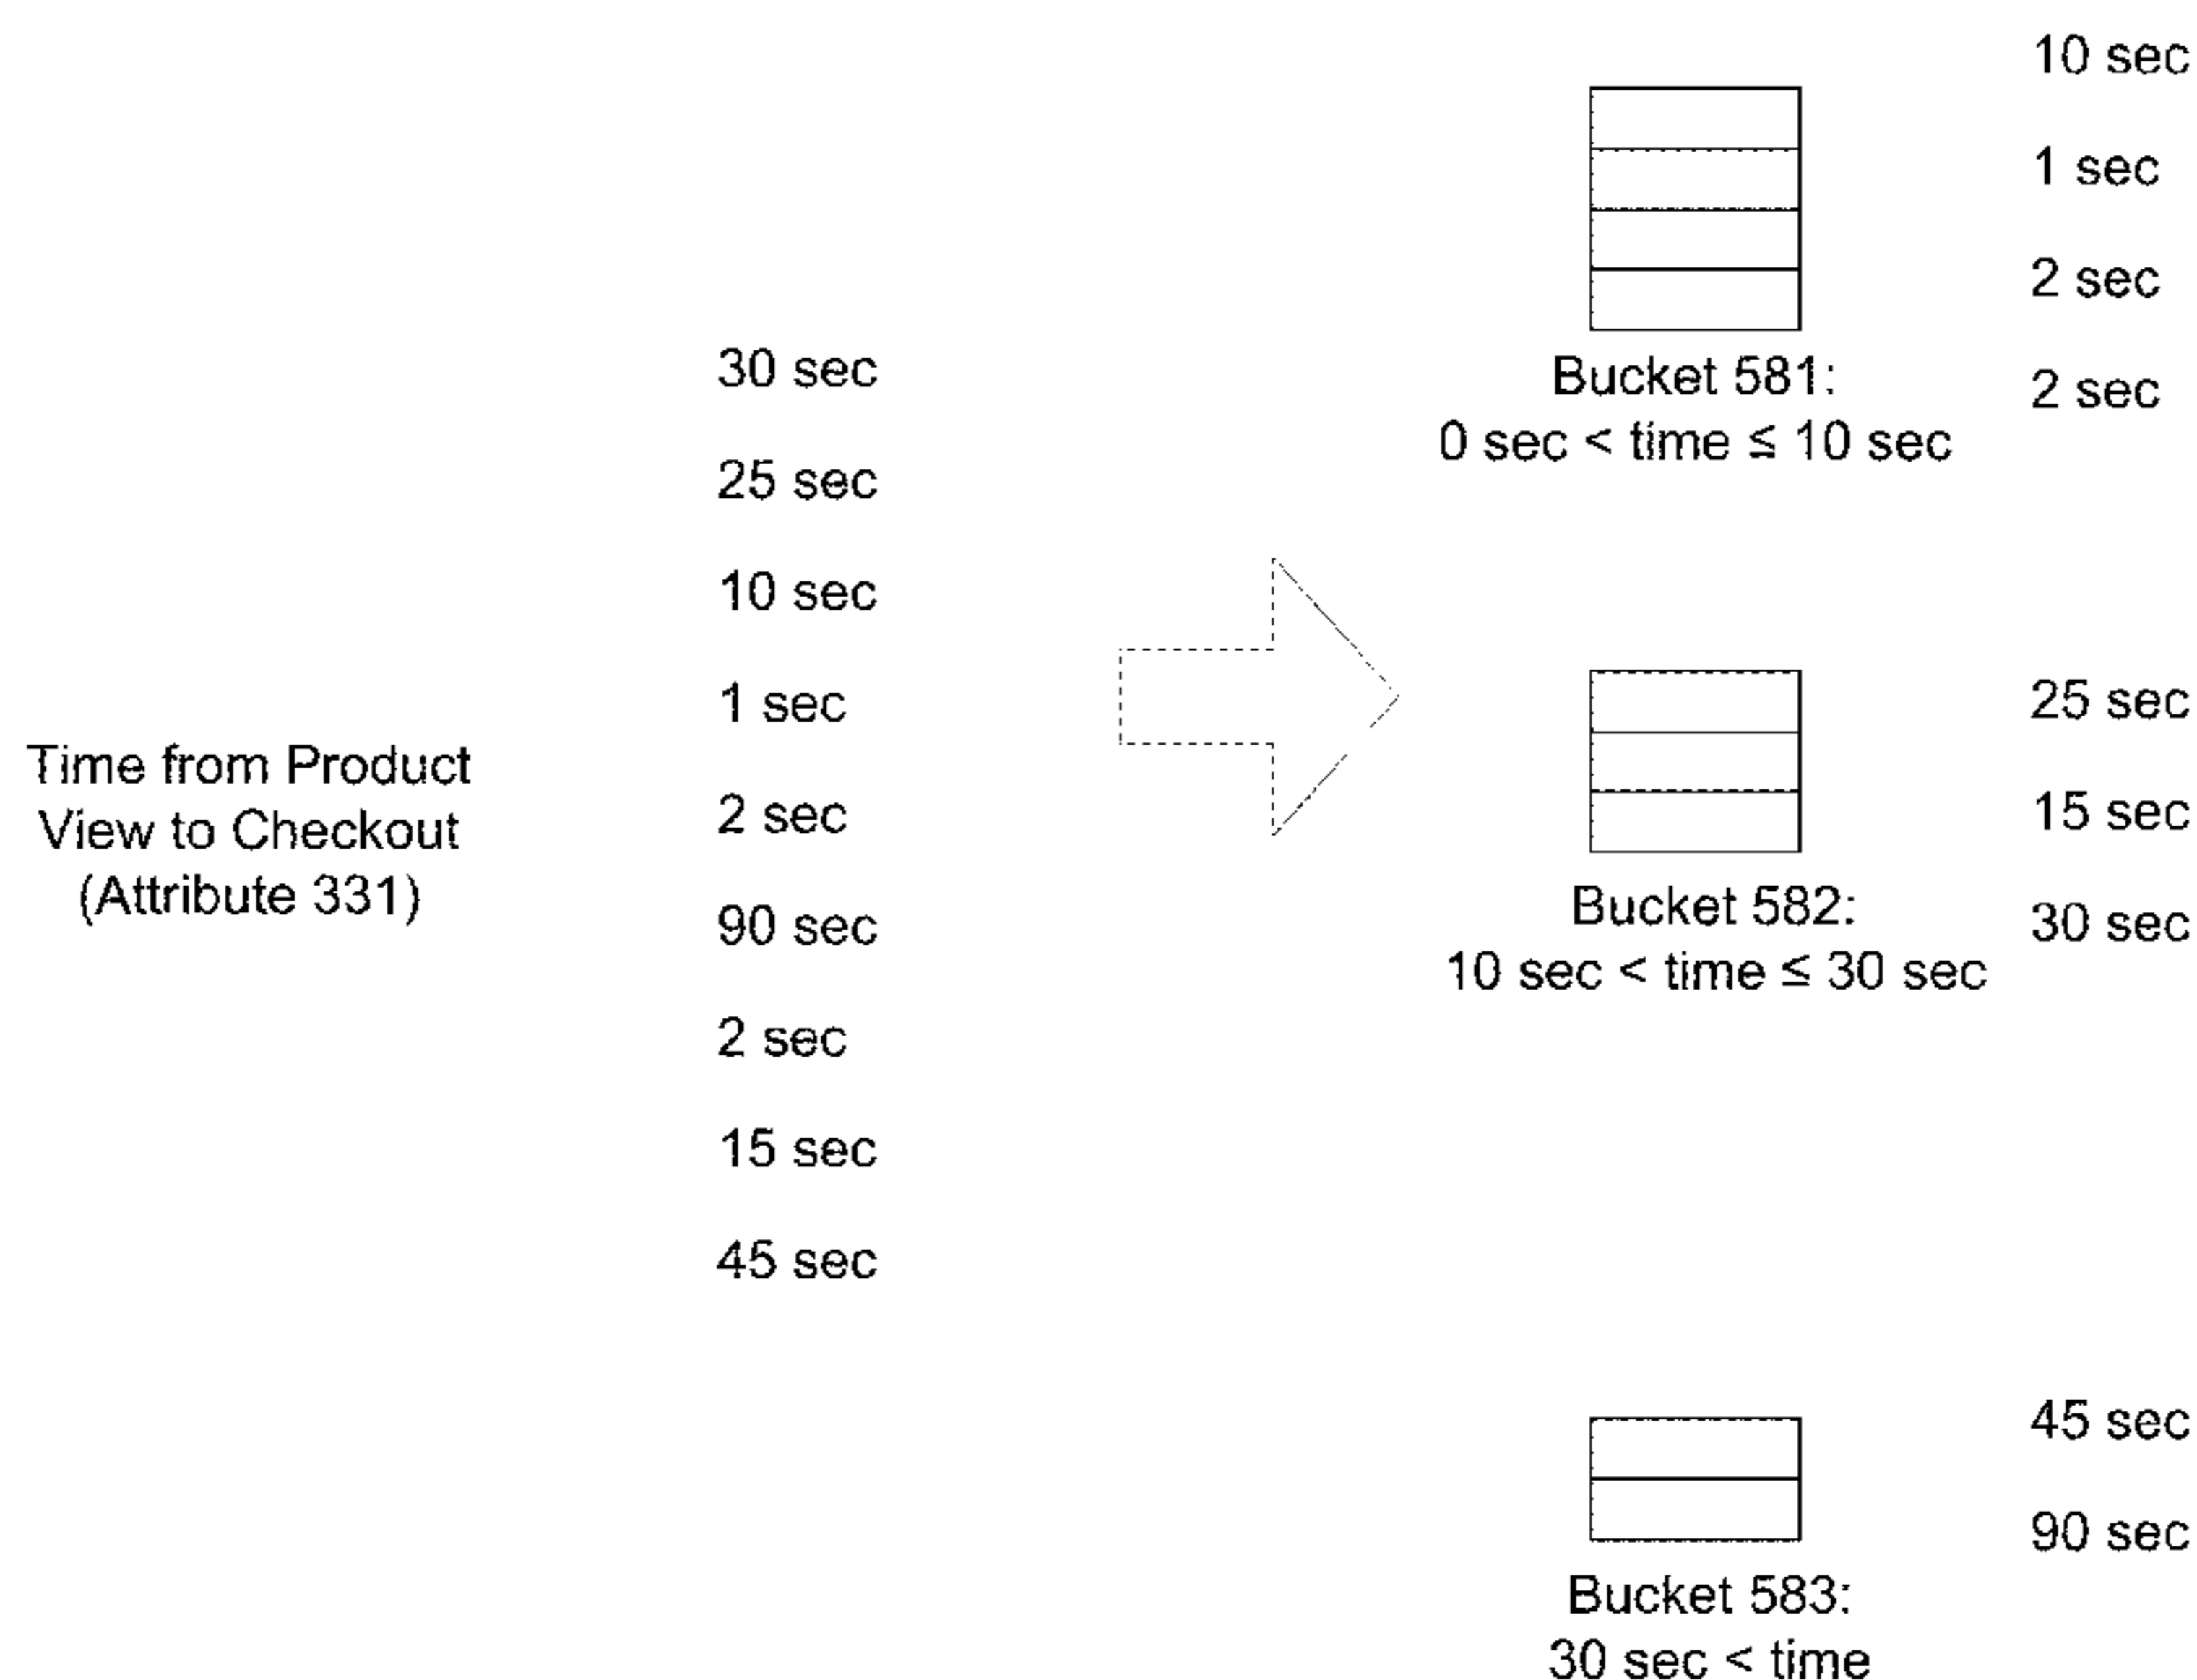 Time from Product
View to Checkout
(Attribute 331)
30 sec
25 sec
10 sec
1 sec
2 sec
90 sec
2 sec
15 sec
45 sec
Bucket 581:
0 sec < time ≤ 10 sec
10 sec
1 sec
2 sec
2 sec
Bucket 582:
10 sec < time ≤ 30 sec
25 sec
15 sec
30 sec
Bucket 583:
30 sec < time
45 sec
90 sec